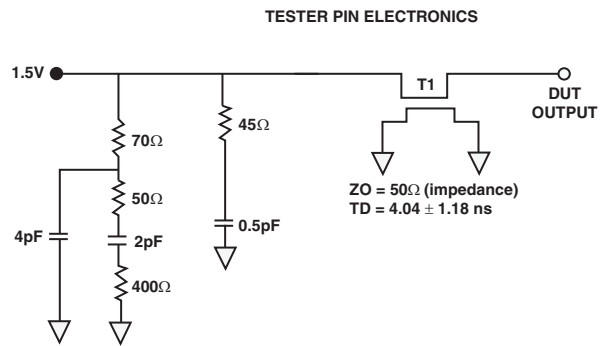 TESTER PIN ELECTRONICS
1.5V
T1
DUT
OUTPUT
70Ω
45Ω
50Ω
4pF
2pF
0.5pF
400Ω
ZO = 50Ω (impedance)
TD = 4.04 ± 1.18 ns